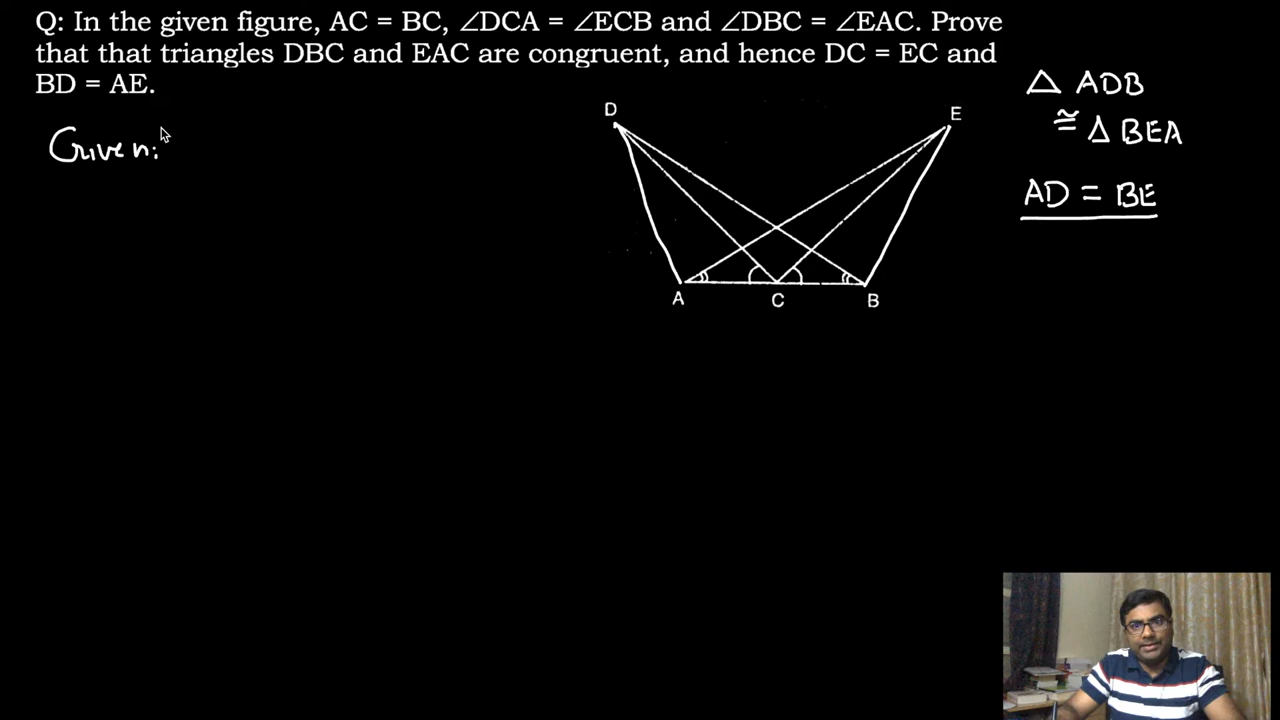 Q: In the given figure, AC = BC, ∠DCA = ∠ECB and ∠DBC = ∠EAC. Prove
that that triangles DBC and EAC are congruent, and hence DC = EC and
BD = AE.
Given:
D
E
A
C
B
△ ADB
≅ △ BEA
AD = BE